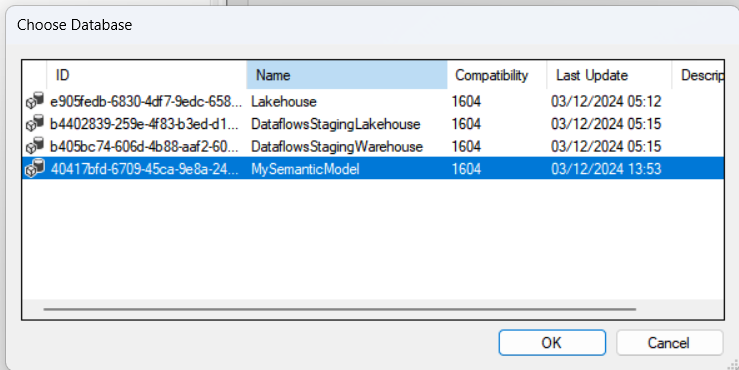 Choose Database
ID Name Compatibility Last Update Descrip
e905fedb-6830-4df7-9edc-658... Lakehouse 1604 03/12/2024 05:12
b4402839-259e-4f83-b3ed-d1... DataflowsStagingLakehouse 1604 03/12/2024 05:15
b405bc74-606d-4b88-aaf2-60... DataflowsStagingWarehouse 1604 03/12/2024 05:15
40417bfd-6709-45ca-9e8a-24... MySemanticModel 1604 03/12/2024 13:53
OK Cancel